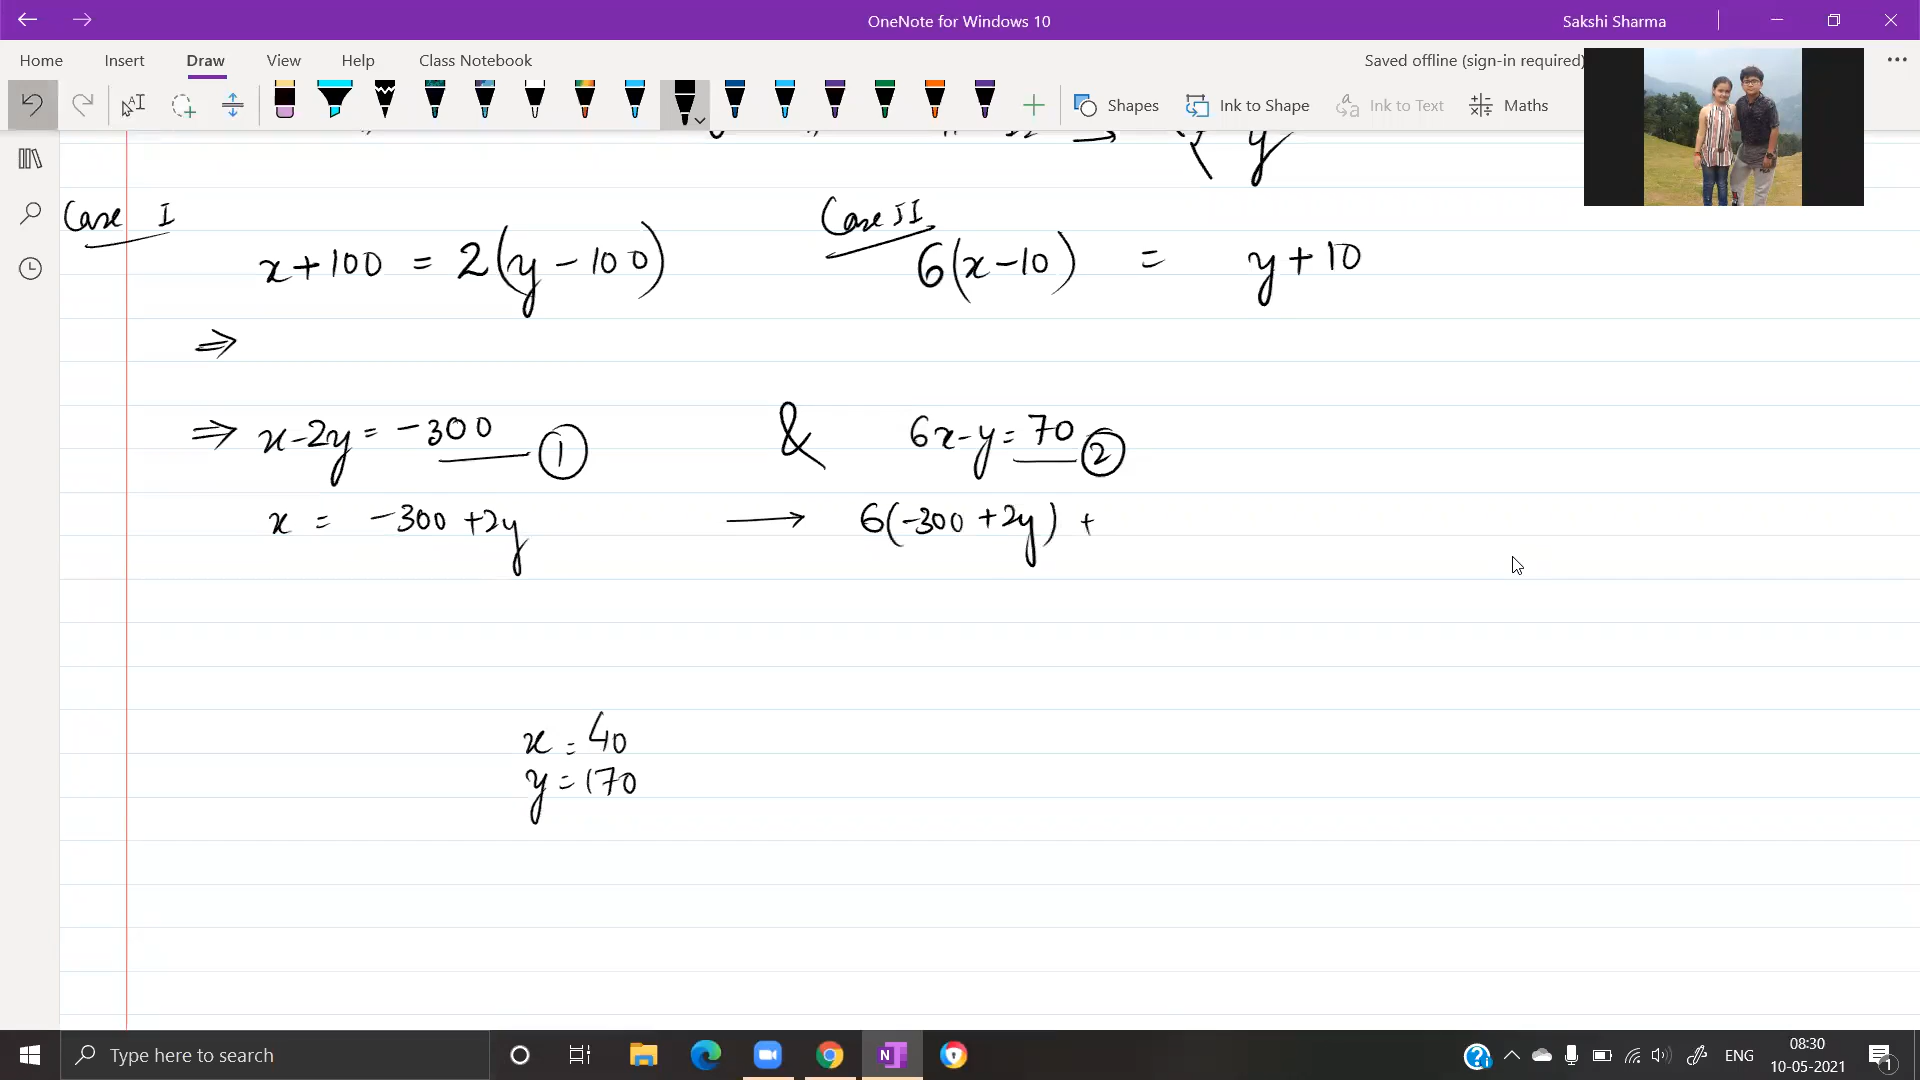 OneNote for Windows 10
Sakshi Sharma
Home Insert Draw View Help Class Notebook
Saved offline (sign-in required)
Shapes Ink to Shape Ink to Text Maths
y
Case I
Case II
x+100 = 2(y-100)
6(x-10) = y+10
⇒
⇒ x-2y = -300 ①
& 6x-y = 70 ②
x = -300 +2y → 6(-300 +2y) +
x = 40
y = 170
Type here to search
ENG
08:30
10-05-2021
1